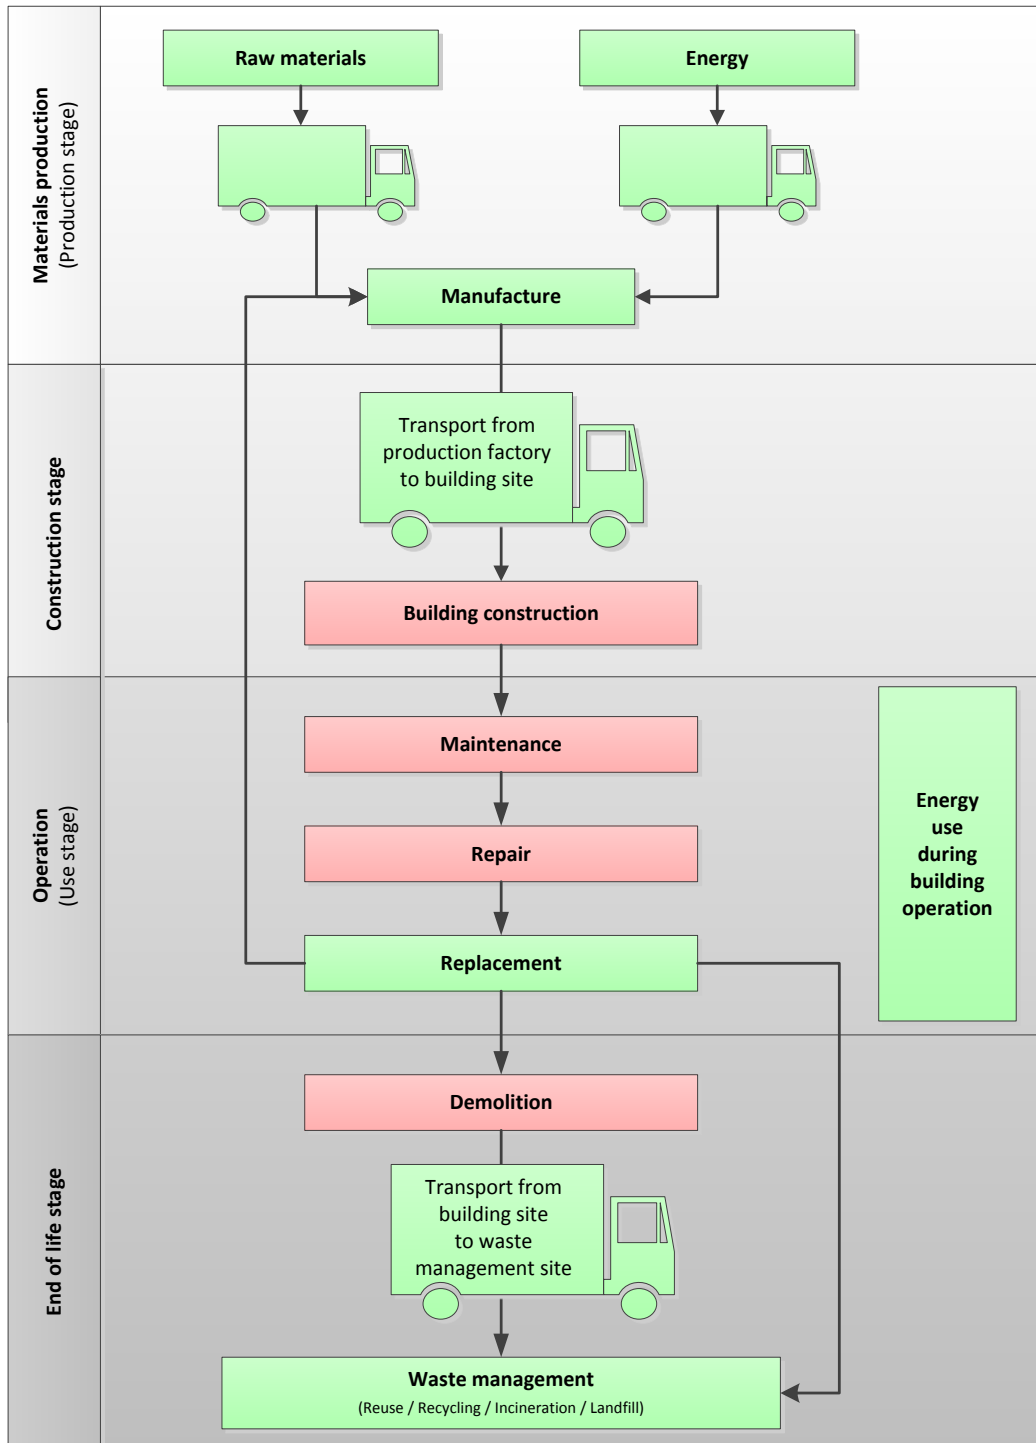 Materials production
(Production stage)
Raw materials
Energy
Manufacture
Construction stage
Transport from
production factory
to building site
Building construction
Operation
(Use stage)
Maintenance
Repair
Replacement
Energy
use
during
building
operation
End of life stage
Demolition
Transport from
building site
to waste
management site
Waste management
(Reuse / Recycling / Incineration / Landfill)